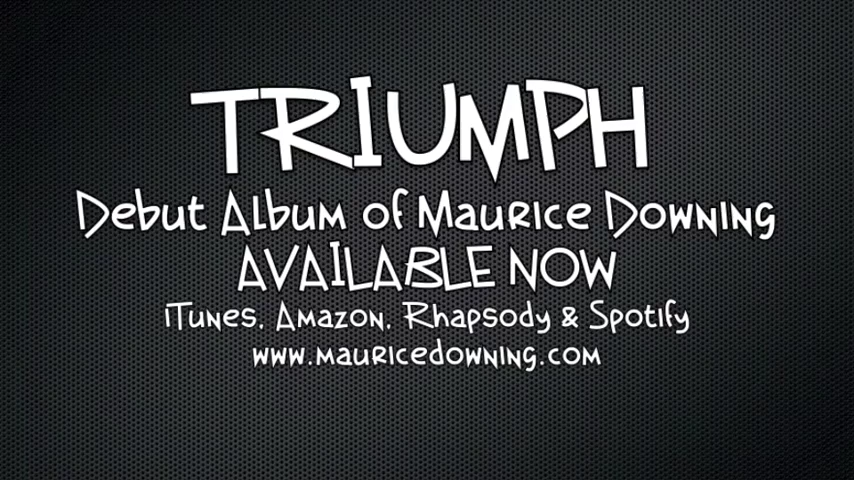 TRIUMPH
Debut Album of Maurice Downing
AVAILABLE NOW
iTunes, Amazon, Rhapsody & Spotify
www.mauricedowning.com